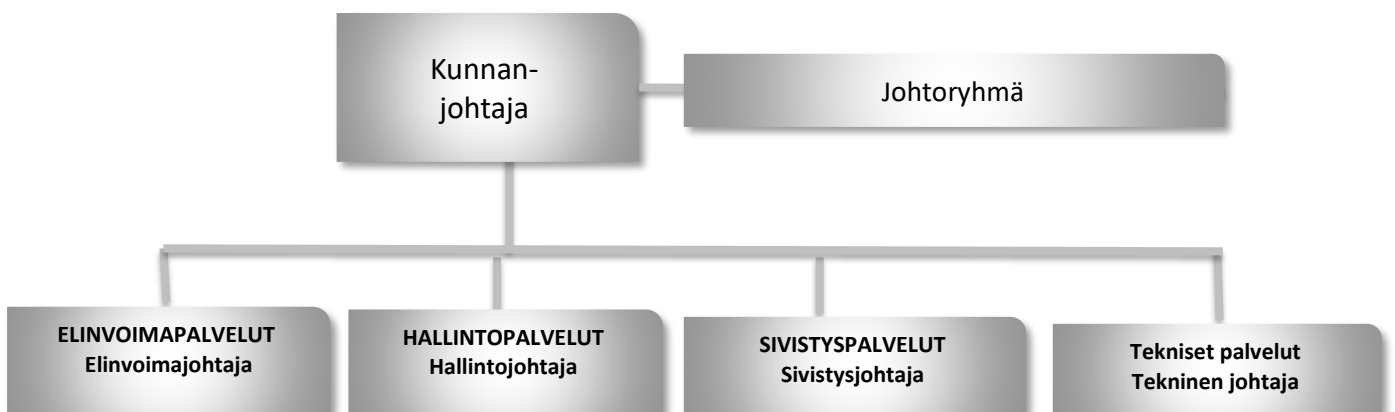 Kunnan-
johtaja
Johtoryhmä
ELINVOIMAPALVELUT
Elinvoimajohtaja
HALLINTOPALVELUT
Hallintojohtaja
SIVISTYSPALVELUT
Sivistysjohtaja
Tekniset palvelut
Tekninen johtaja